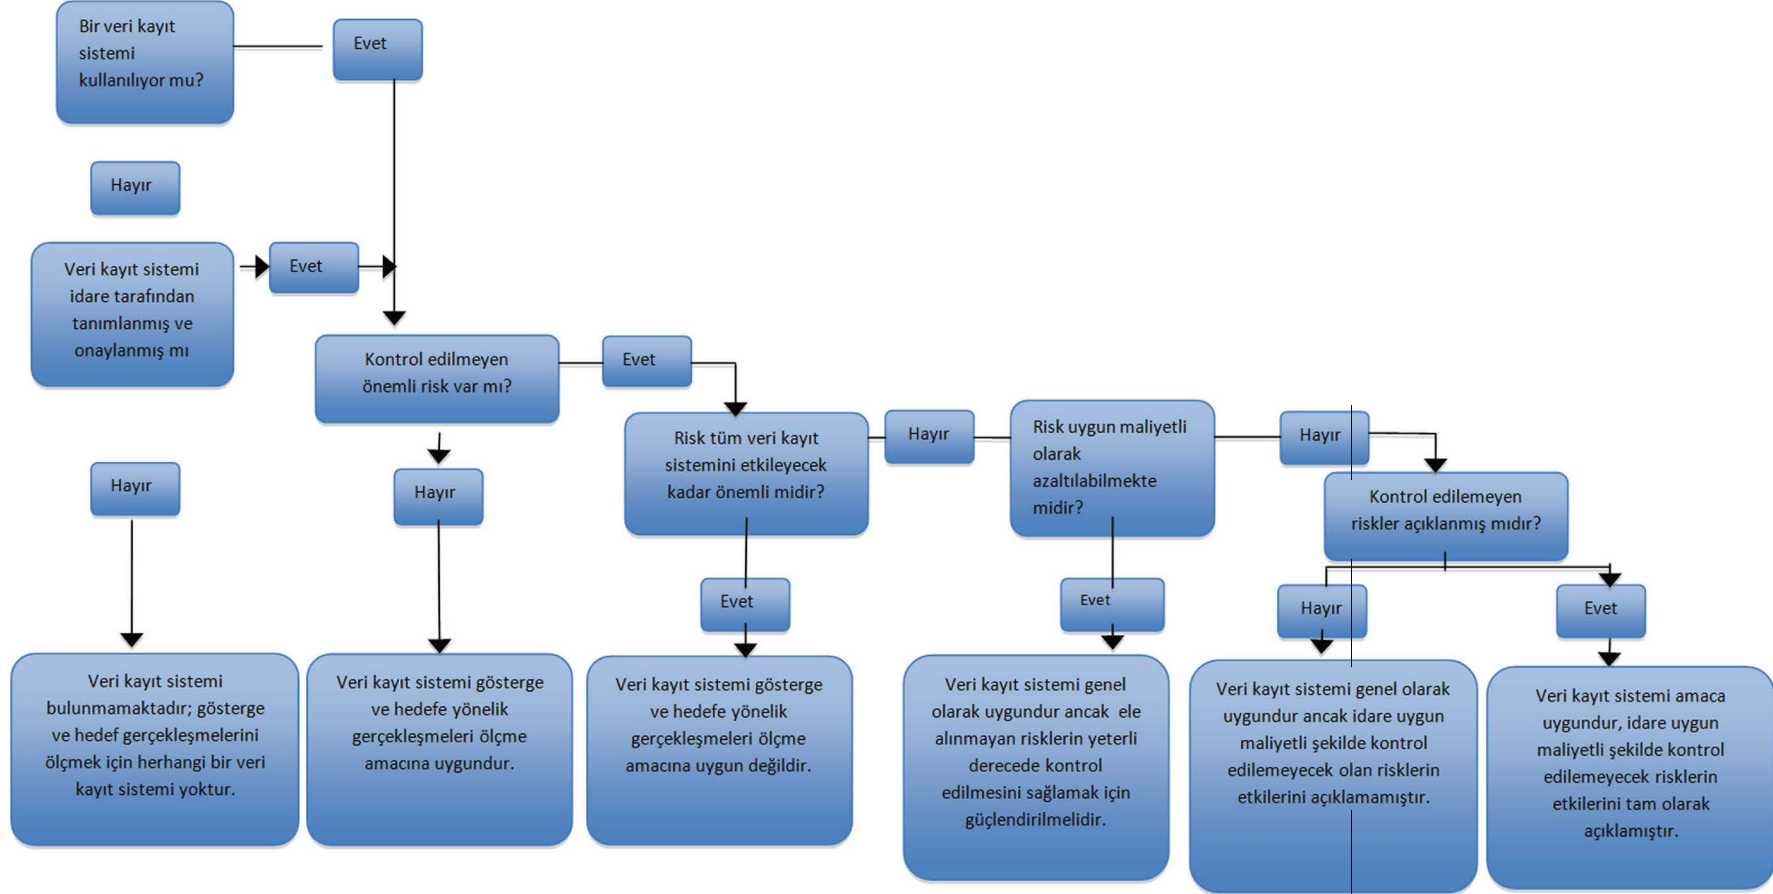 Bir veri kayıt
sistemi
kullanılıyor mu?
Evet
Hayır
Veri kayıt sistemi
idare tarafından
tanımlanmış ve
onaylanmış mı
Evet
Hayır
Kontrol edilmeyen
önemli risk var mı?
Evet
Hayır
Risk tüm veri kayıt
sistemini etkileyecek
kadar önemli midir?
Hayır
Evet
Risk uygun maliyetli
olarak
azaltılabilmekte
midir?
Hayır
Evet
Kontrol edilemeyen
riskler açıklanmış mıdır?
Hayır
Evet
Veri kayıt sistemi
bulunmamaktadır; gösterge
ve hedef gerçekleşmelerini
ölçmek için herhangi bir veri
kayıt sistemi yoktur.
Veri kayıt sistemi gösterge
ve hedefe yönelik
gerçekleşmeleri ölçme
amacına uygundur.
Veri kayıt sistemi gösterge
ve hedefe yönelik
gerçekleşmeleri ölçme
amacına uygun değildir.
Veri kayıt sistemi genel
olarak uygundur ancak ele
alınmayan risklerin yeterli
derecede kontrol
edilmesini sağlamak için
güçlendirilmelidir.
Veri kayıt sistemi genel olarak
uygundur ancak idare uygun
maliyetli şekilde kontrol
edilemeyecek olan risklerin
etkilerini açıklamamıştır.
Veri kayıt sistemi amaca
uygundur, idare uygun
maliyetli şekilde kontrol
edilemeyecek risklerin
etkilerini tam olarak
açıklamıştır.